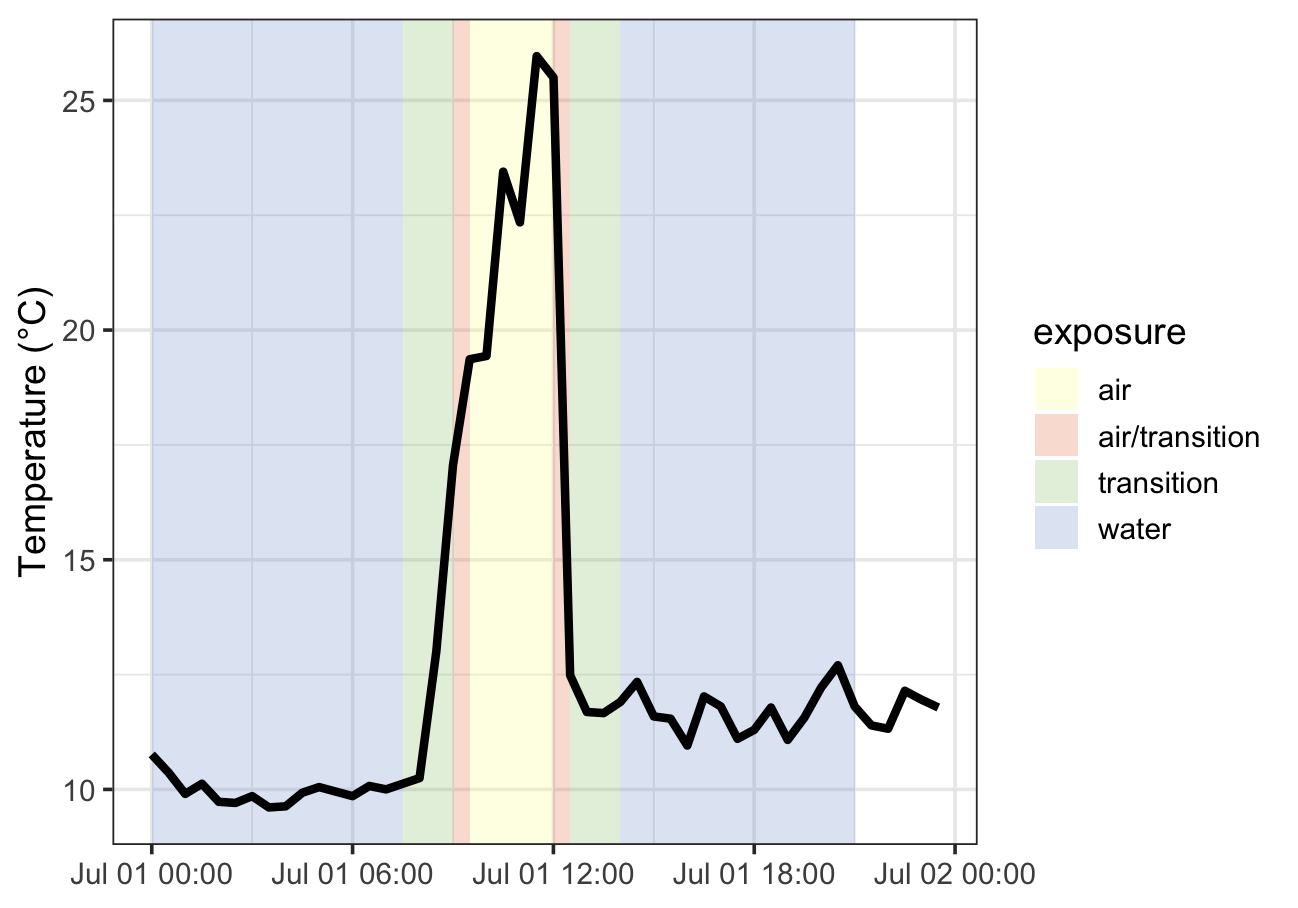 Temperature (°C)
25
20
15
10
Jul 01 00:00
Jul 01 06:00
Jul 01 12:00
Jul 01 18:00
Jul 02 00:00
exposure
air
air/transition
transition
water